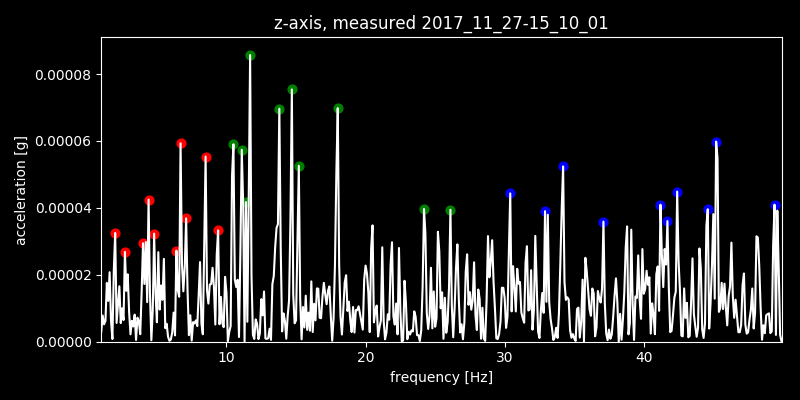 z-axis, measured 2017_11_27-15_10_01
0.00008
0.00006
0.00004
0.00002
0.00000
acceleration [g]
10 20 30 40
frequency [Hz]